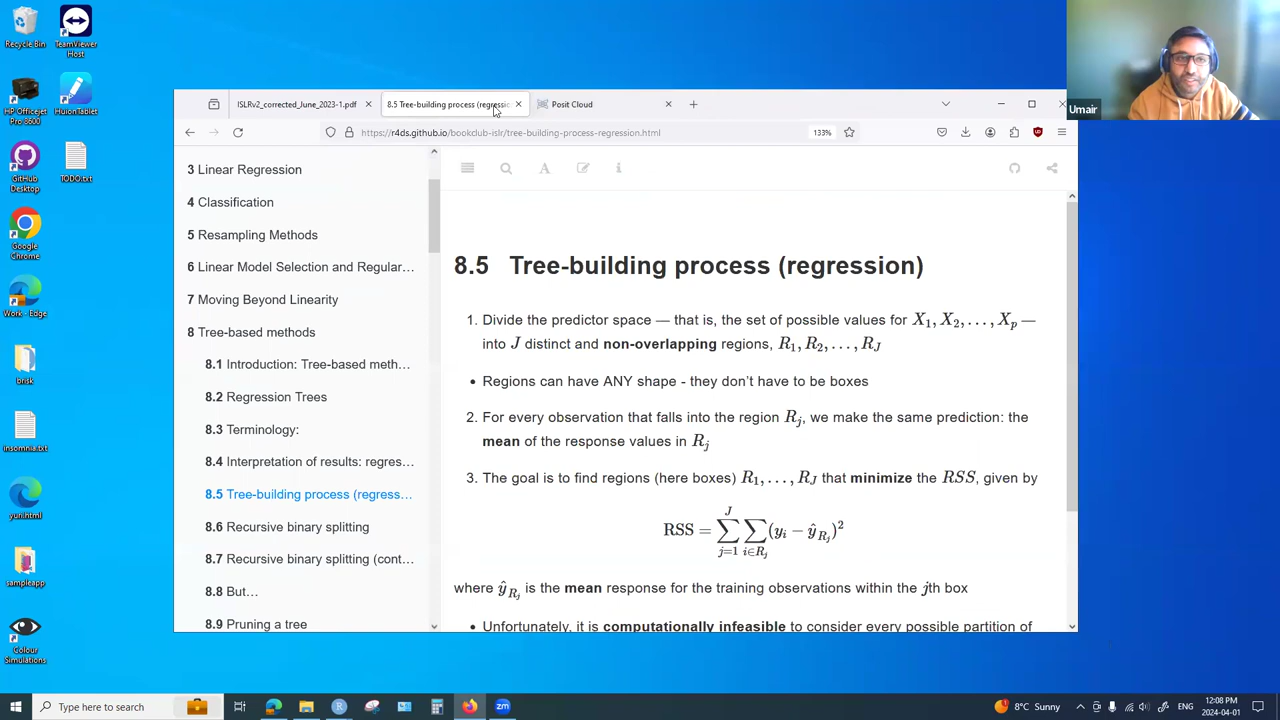 Recycle Bin
TeamViewer Host
HP Officejet Pro 8600
HuionTablet
GitHub Desktop
TODO.txt
Google Chrome
Work - Edge
brisk
insomnia.txt
yuni.html
sampleapp
Colour Simulations
ISLRv2_corrected_June_2023-1.pdf
8.5 Tree-building process (regressic
Posit Cloud
https://r4ds.github.io/bookclub-islr/tree-building-process-regression.html
133%
3 Linear Regression
4 Classification
5 Resampling Methods
6 Linear Model Selection and Regular...
7 Moving Beyond Linearity
8 Tree-based methods
8.1 Introduction: Tree-based meth...
8.2 Regression Trees
8.3 Terminology:
8.4 Interpretation of results: regres...
8.5 Tree-building process (regress...
8.6 Recursive binary splitting
8.7 Recursive binary splitting (cont...
8.8 But…
8.9 Pruning a tree
8.5 Tree-building process (regression)
1. Divide the predictor space — that is, the set of possible values for X₁, X₂, …, Xₚ —
into J distinct and non-overlapping regions, R₁, R₂, …, R_J
• Regions can have ANY shape - they don’t have to be boxes
2. For every observation that falls into the region Rⱼ, we make the same prediction: the
mean of the response values in Rⱼ
3. The goal is to find regions (here boxes) R₁, …, R_J that minimize the RSS, given by
RSS = ∑_{j=1}^{J} ∑_{i∈Rⱼ} (yᵢ − ŷ_{Rⱼ})²
where ŷ_{Rⱼ} is the mean response for the training observations within the jth box
• Unfortunately, it is computationally infeasible to consider every possible partition of
Umair
Type here to search
8°C Sunny
ENG
12:08 PM
2024-04-01